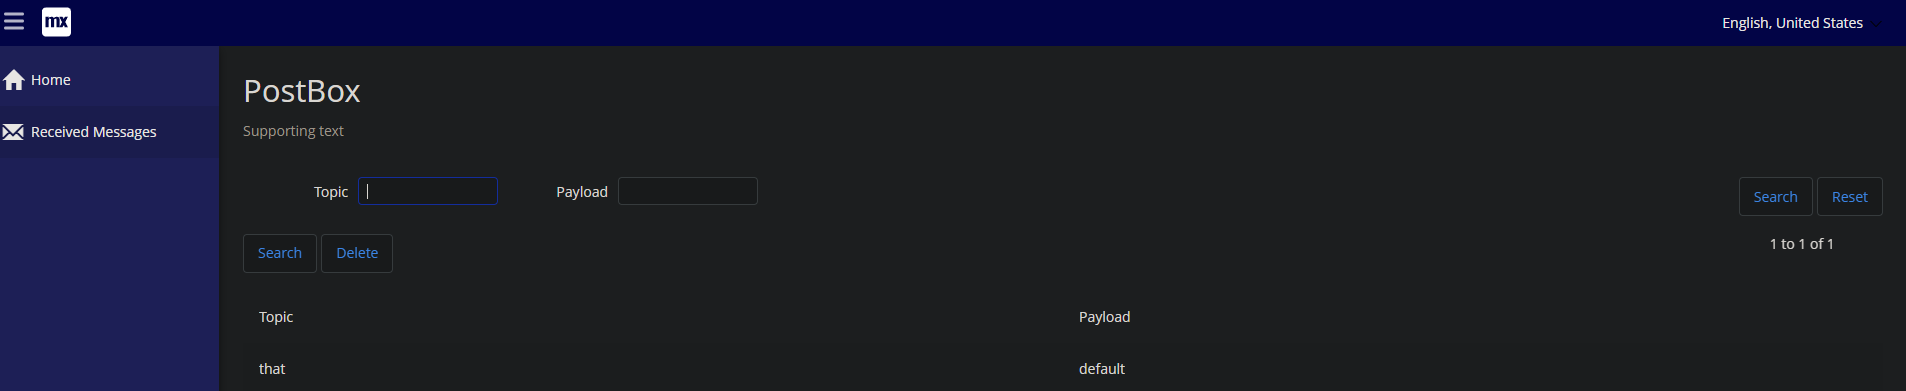 mx
English, United States
Home
Received Messages
PostBox
Supporting text
Topic
Payload
Search
Reset
Search
Delete
1 to 1 of 1
Topic
Payload
that
default